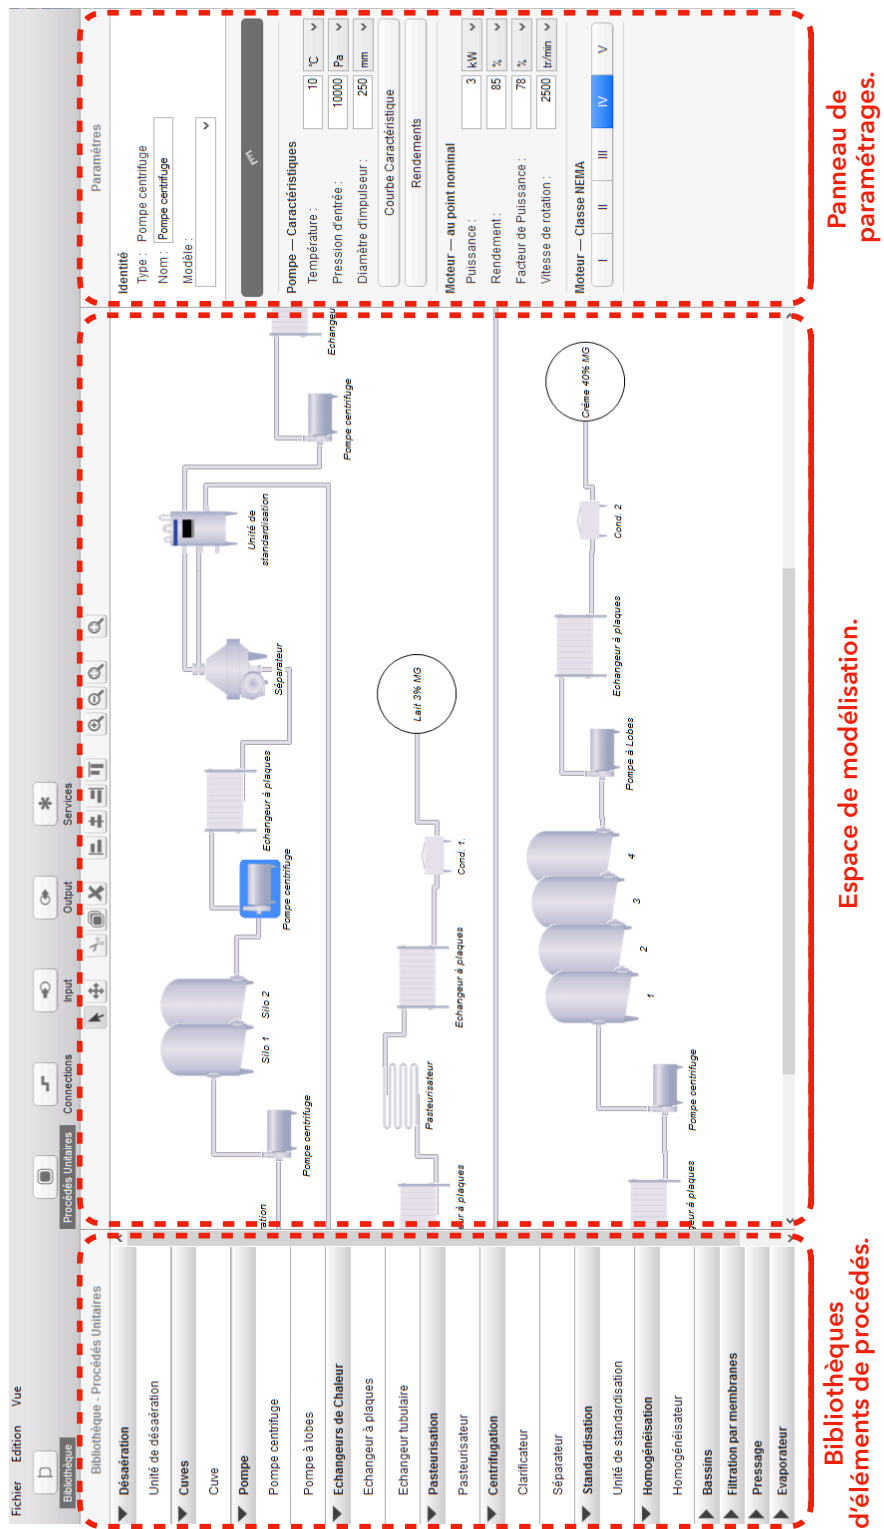 Fichier Edition Vue
Bibliothèque
Procédés Unitaires
Connections
Input
Output
Services
Bibliothèque - Procédés Unitaires
Désaération
Unité de désaération
Cuves
Cuve
Pompe
Pompe centrifuge
Pompe à lobes
Echangeurs de Chaleur
Echangeur à plaques
Echangeur tubulaire
Pasteurisation
Pasteurisateur
Centrifugation
Clarificateur
Séparateur
Standardisation
Unité de standardisation
Homogénéisation
Homogénéisateur
Bassins
Filtration par membranes
Pressage
Evaporateur
ration
Pompe centrifuge
Silo 1
Silo 2
Pompe centrifuge
Echangeur à plaques
Séparateur
Unité de
standardisation
Pompe centrifuge
Echangeur
eur à plaques
Pasteurisateur
Echangeur à plaques
Cond. 1.
Lait 3% MG
geur à plaques
Pompe centrifuge
1
2
3
4
Pompe à Lobes
Echangeur à plaques
Cond. 2
Crème 40% MG
Paramètres
Identité
Type : Pompe centrifuge
Nom : Pompe centrifuge
Modèle :
Pompe — Caractéristiques
Température : 10 °C
Pression d'entrée : 10000 Pa
Diamètre d'impulseur : 250 mm
Courbe Caractéristique
Rendements
Moteur — au point nominal
Puissance : 3 kW
Rendement : 85 %
Facteur de Puissance : 78 %
Vitesse de rotation : 2500 tr/min
Moteur — Classe NEMA
I II III IV V
Bibliothèques
d'éléments de procédés.
Espace de modélisation.
Panneau de
paramétrages.